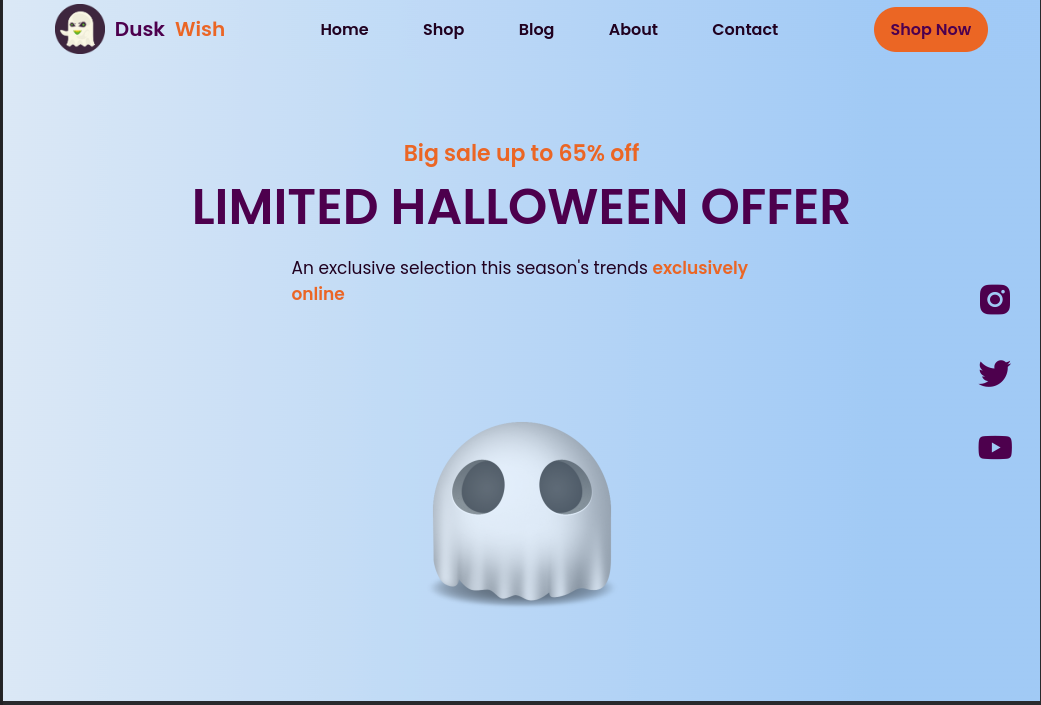 Dusk Wish
Home Shop Blog About Contact
Shop Now
Big sale up to 65% off
LIMITED HALLOWEEN OFFER
An exclusive selection this season's trends exclusively
online